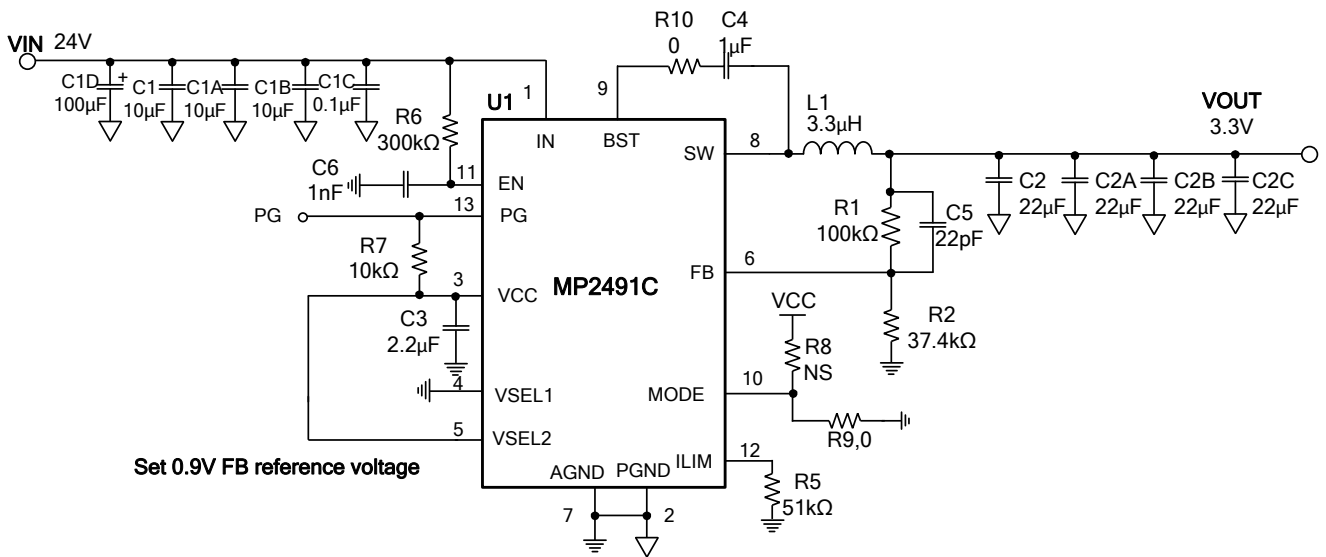 VIN 24V
C1D
100µF
+
C1
10µF
C1A
10µF
C1B
10µF
C1C
0.1µF
R6
300kΩ
C6
1nF
PG
R7
10kΩ
C3
2.2µF
Set 0.9V FB reference voltage
U1
1
IN
9
BST
11
EN
13
PG
3
VCC
4
VSEL1
5
VSEL2
MP2491C
AGND
7
PGND
2
SW
8
FB
6
MODE
10
ILIM
12
R10
0
C4
1µF
L1
3.3µH
R1
100kΩ
C5
22pF
R2
37.4kΩ
VCC
R8
NS
R9,0
R5
51kΩ
C2
22µF
C2A
22µF
C2B
22µF
C2C
22µF
VOUT
3.3V